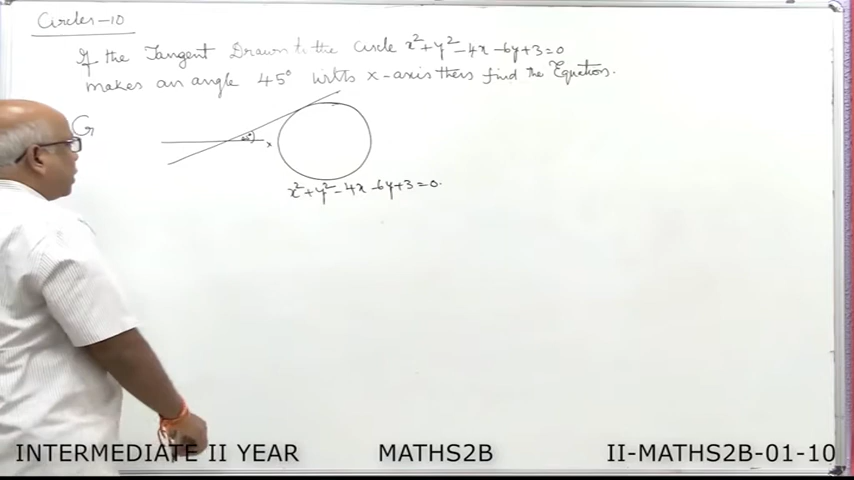 Circles-10
If the Tangent Drawn to the circle x²+y²-4x-6y+3=0
makes an angle 45° with x-axis then find the Equations.
G
45°
x
x²+y²-4x-6y+3=0.
INTERMEDIATE II YEAR MATHS2B II-MATHS2B-01-10